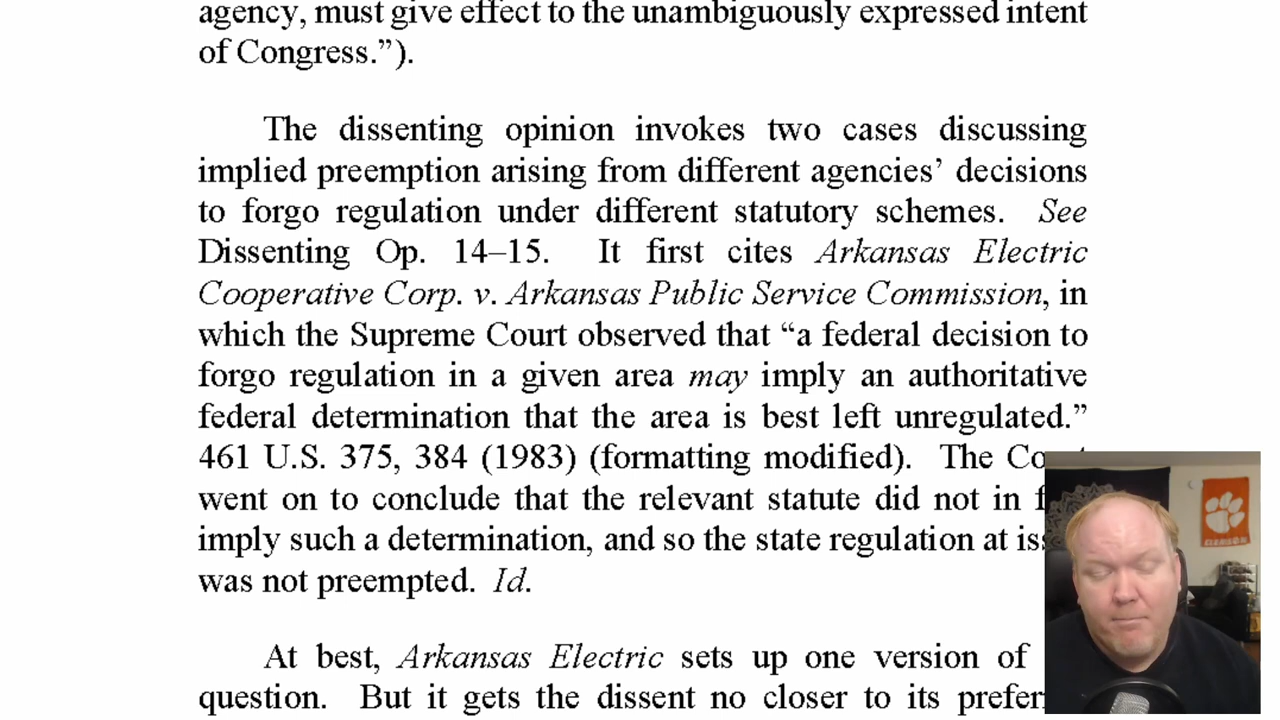 agency, must give effect to the unambiguously expressed intent
of Congress.”).
The dissenting opinion invokes two cases discussing
implied preemption arising from different agencies’ decisions
to forgo regulation under different statutory schemes. See
Dissenting Op. 14–15. It first cites Arkansas Electric
Cooperative Corp. v. Arkansas Public Service Commission, in
which the Supreme Court observed that “a federal decision to
forgo regulation in a given area may imply an authoritative
federal determination that the area is best left unregulated.”
461 U.S. 375, 384 (1983) (formatting modified). The
went on to conclude that the relevant statute did not in
imply such a determination, and so the state regulation at
was not preempted. Id.
At best, Arkansas Electric sets up one version of
question. But it gets the dissent no closer to its
CLEMSON